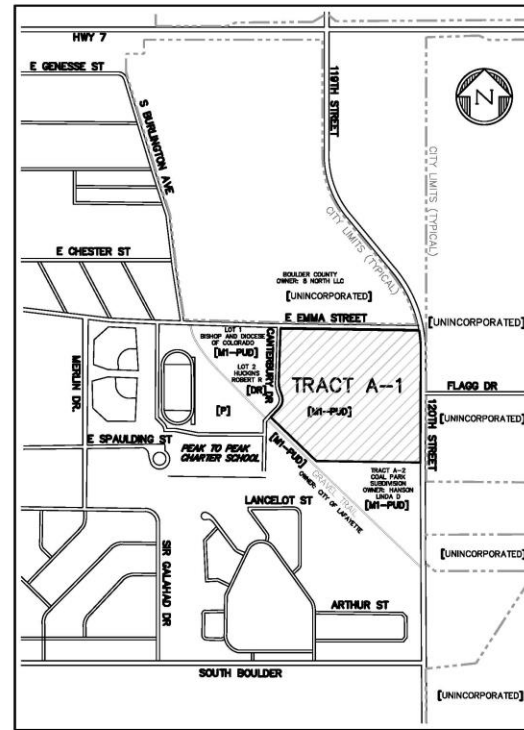 HWY 7
E GENESSE ST
S BURLINGTON AVE
119TH STREET
N
CITY LIMITS (TYPICAL)
CITY LIMITS (TYPICAL)
E CHESTER ST
BOULDER COUNTY
OWNER: 8 NORTH LLC
[UNINCORPORATED]
E EMMA STREET
[UNINCORPORATED]
LOT 1
BISHOP AND DIOCESE
OF COLORADO
[M1-PUD]
LOT 2
HUCKINS
ROBERT R
[DR]
[P]
CANTERBURY DR
MERLIN DR.
TRACT A--1
[M1-PUD]
FLAGG DR
120TH STREET
[UNINCORPORATED]
E SPAULDING ST
PEAK TO PEAK
CHARTER SCHOOL
[M1-PUD]
GRAVEL TRAIL
OWNER: CITY OF LAFAYETTE
TRACT A-2
COAL PARK
SUBDIVISION
OWNER: HANSON
LINDA D
[M1-PUD]
LANCELOT ST
SIR GALAHAD DR
[UNINCORPORATED]
ARTHUR ST
SOUTH BOULDER
[UNINCORPORATED]